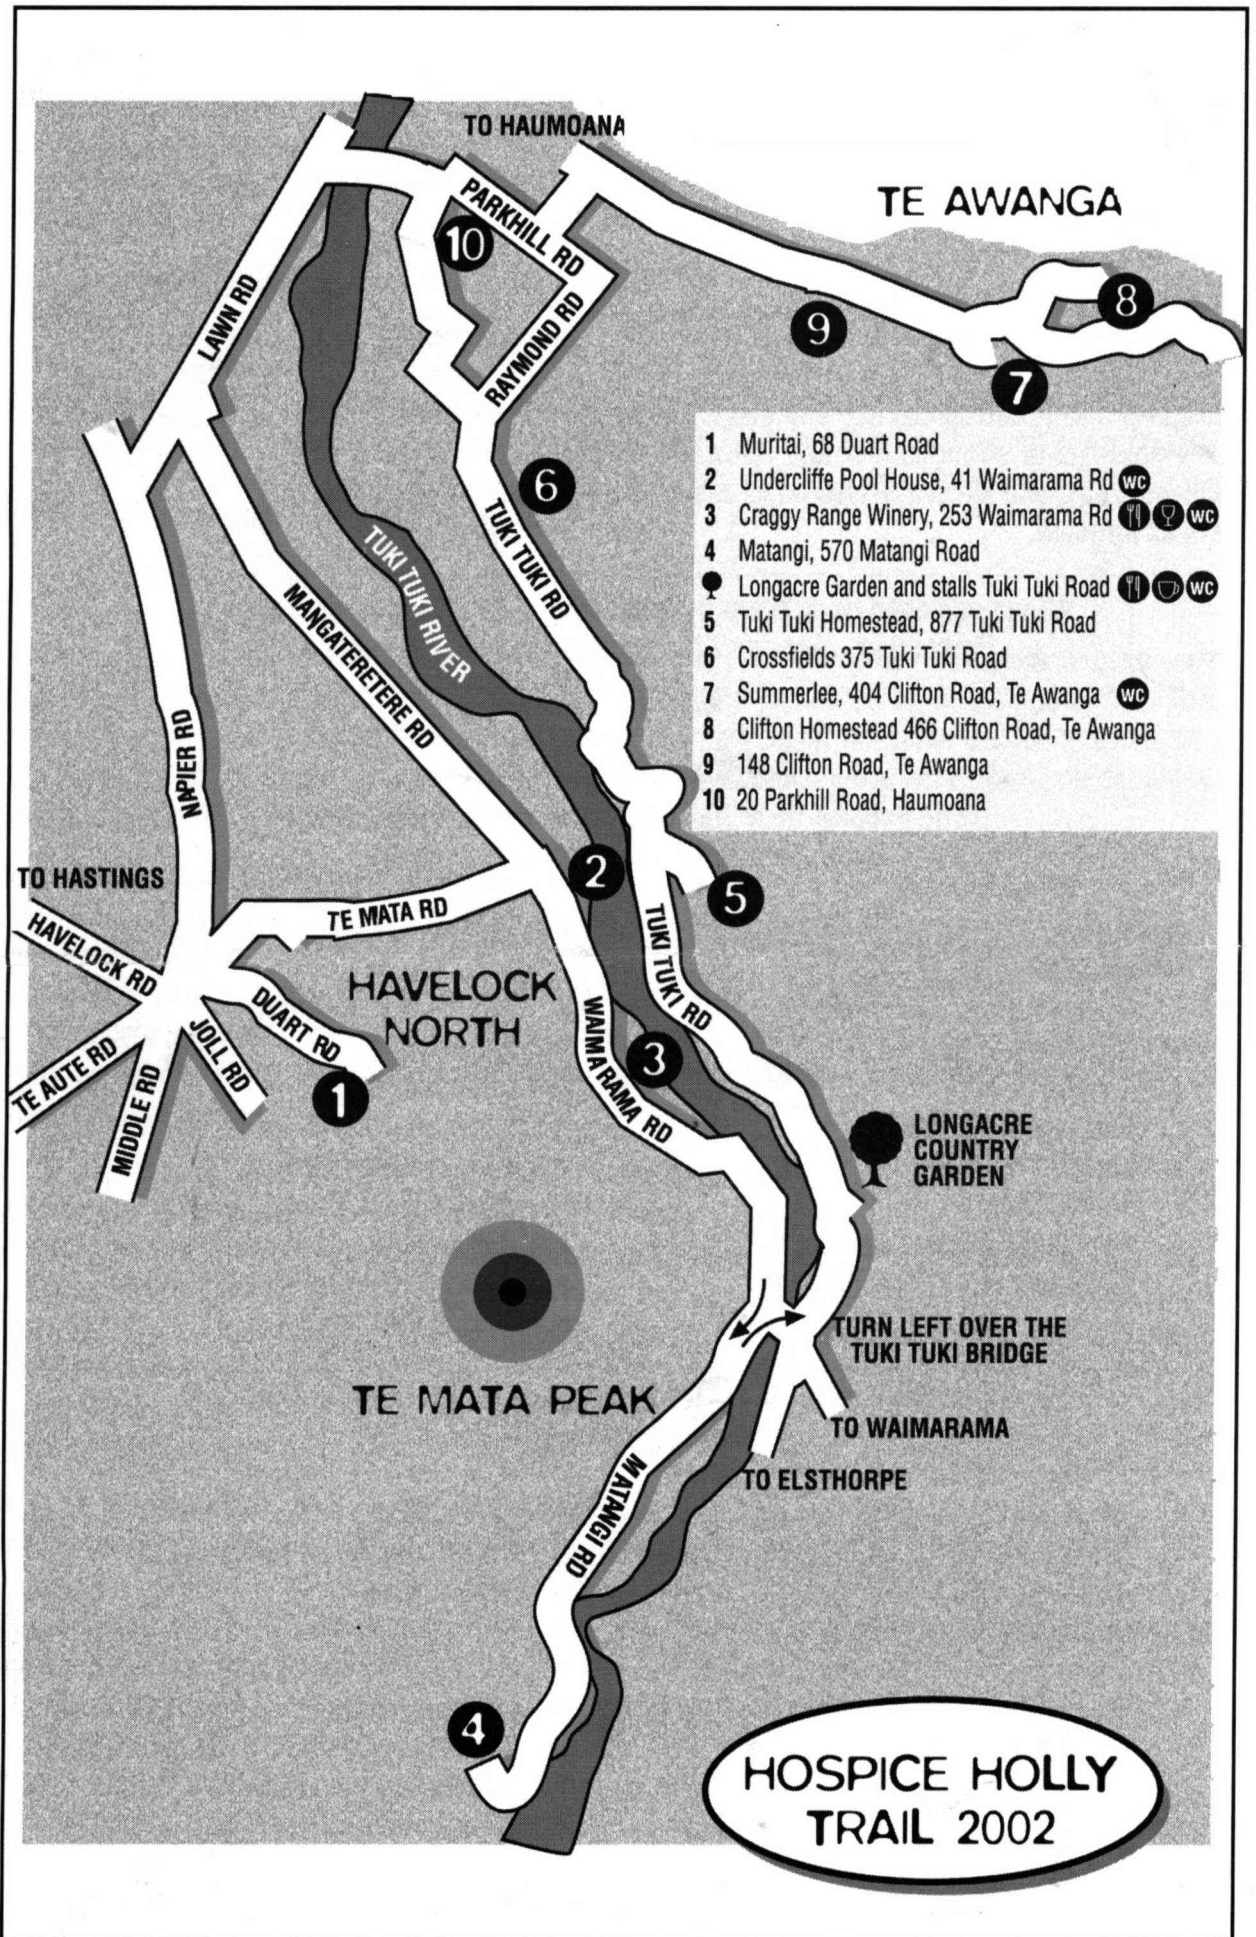 TO HAUMOANA
TE AWANGA
PARKHILL RD
10
LAWN RD
RAYMOND RD
8
9
7
6
1 Muritai, 68 Duart Road
2 Undercliffe Pool House, 41 Waimarama Rd WC
3 Craggy Range Winery, 253 Waimarama Rd WC
4 Matangi, 570 Matangi Road
Longacre Garden and stalls Tuki Tuki Road WC
5 Tuki Tuki Homestead, 877 Tuki Tuki Road
6 Crossfields 375 Tuki Tuki Road
7 Summerlee, 404 Clifton Road, Te Awanga WC
8 Clifton Homestead 466 Clifton Road, Te Awanga
9 148 Clifton Road, Te Awanga
10 20 Parkhill Road, Haumoana
TUKI TUKI RD
TUKI TUKI RIVER
MANGATERETERE RD
NAPIER RD
TO HASTINGS
2
5
HAVELOCK RD
TE MATA RD
TUKI TUKI RD
HAVELOCK
NORTH
DUART RD
WAIMARAMA RD
3
TE AUTE RD
JOLL RD
1
MIDDLE RD
LONGACRE
COUNTRY
GARDEN
TURN LEFT OVER THE
TUKI TUKI BRIDGE
TE MATA PEAK
TO WAIMARAMA
TO ELSTHORPE
MATANGI RD
4
HOSPICE HOLLY
TRAIL 2002